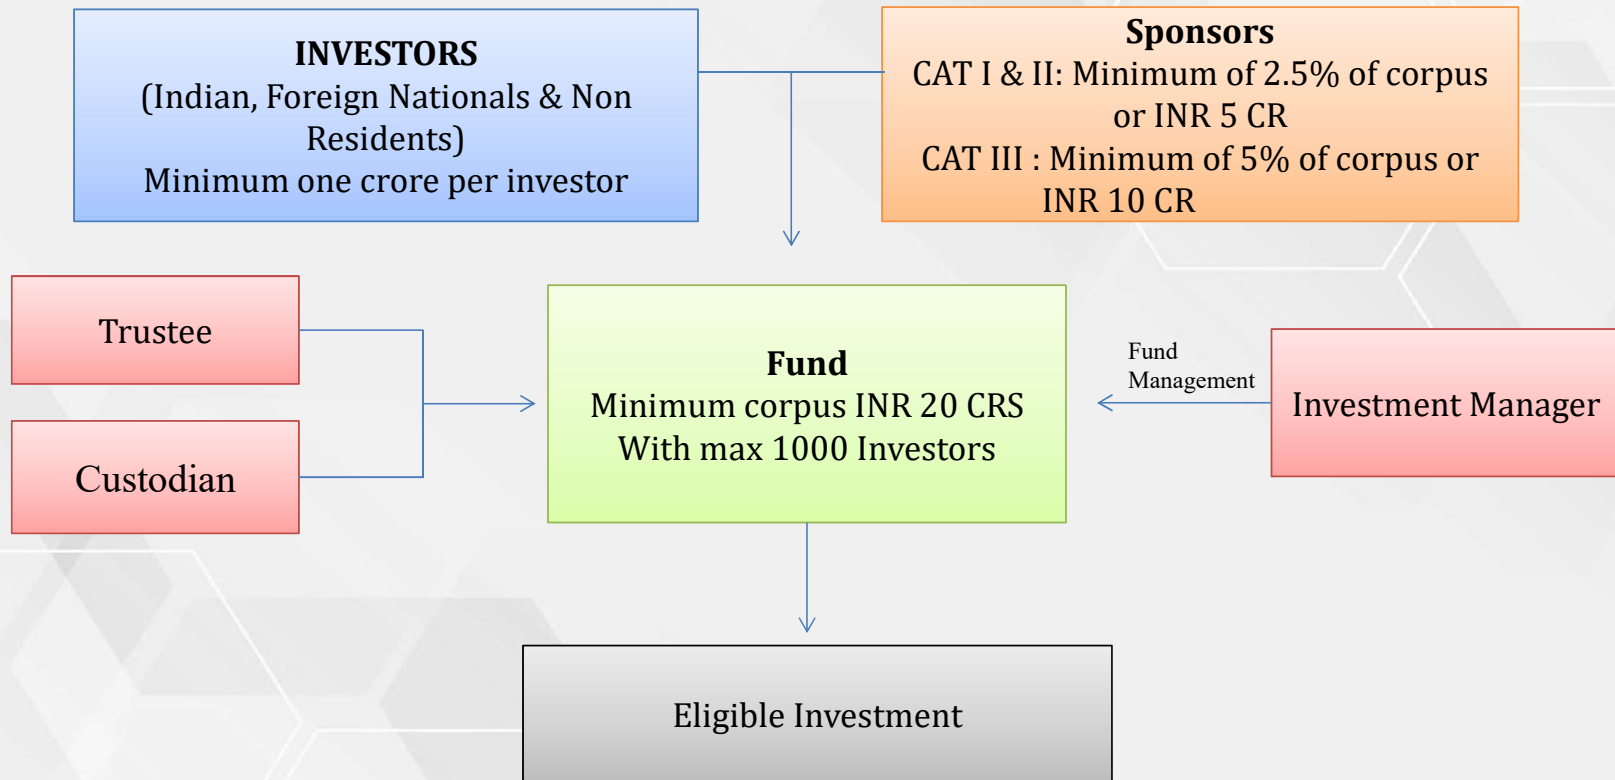 INVESTORS
(Indian, Foreign Nationals & Non
Residents)
Minimum one crore per investor
Sponsors
CAT I & II: Minimum of 2.5% of corpus
or INR 5 CR
CAT III : Minimum of 5% of corpus or
INR 10 CR
Trustee
Custodian
Fund
Minimum corpus INR 20 CRS
With max 1000 Investors
Fund
Management
Investment Manager
Eligible Investment